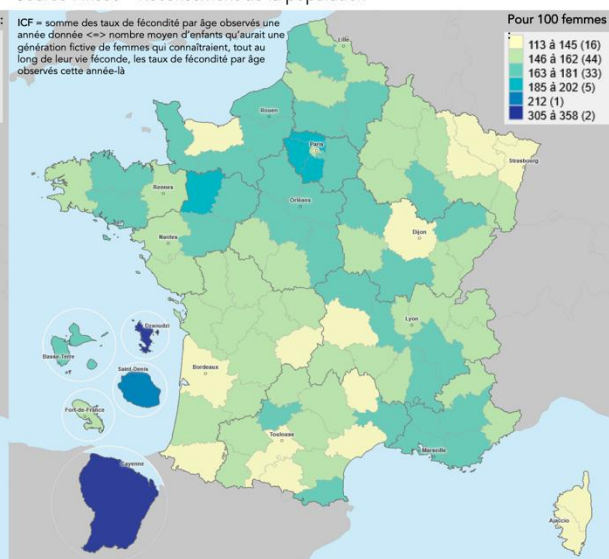 ICF = somme des taux de fécondité par âge observés une
année donnée <=> nombre moyen d'enfants qu'aurait une
génération fictive de femmes qui connaîtraient, tout au
long de leur vie féconde, les taux de fécondité par âge
observés cette année-là
Pour 100 femmes
:
113 à 145 (16)
146 à 162 (44)
163 à 181 (33)
185 à 202 (5)
212 (1)
305 à 358 (2)
Lille
Rouen
Paris
Strasbourg
Rennes
Orléans
Nantes
Dijon
Lyon
Dzaoudzi
Basse-Terre
Saint-Denis
Bordeaux
Fort-de-France
Toulouse
Marseille
Cayenne
Ajaccio